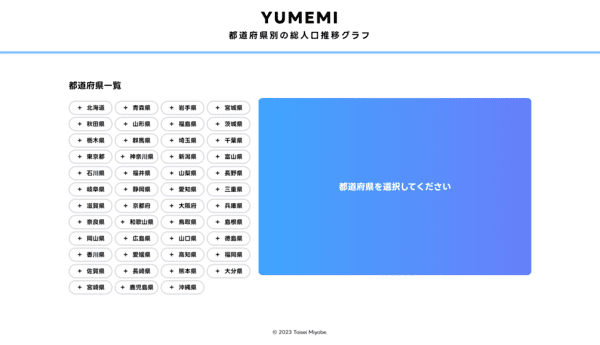 YUMEMI
都道府県別の総人口推移グラフ
都道府県一覧
+ 北海道 + 青森県 + 岩手県 + 宮城県
+ 秋田県 + 山形県 + 福島県 + 茨城県
+ 栃木県 + 群馬県 + 埼玉県 + 千葉県
+ 東京都 + 神奈川県 + 新潟県 + 富山県
+ 石川県 + 福井県 + 山梨県 + 長野県
+ 岐阜県 + 静岡県 + 愛知県 + 三重県
+ 滋賀県 + 京都府 + 大阪府 + 兵庫県
+ 奈良県 + 和歌山県 + 鳥取県 + 島根県
+ 岡山県 + 広島県 + 山口県 + 徳島県
+ 香川県 + 愛媛県 + 高知県 + 福岡県
+ 佐賀県 + 長崎県 + 熊本県 + 大分県
+ 宮崎県 + 鹿児島県 + 沖縄県
都道府県を選択してください
© 2023 Taisei Miyabe.